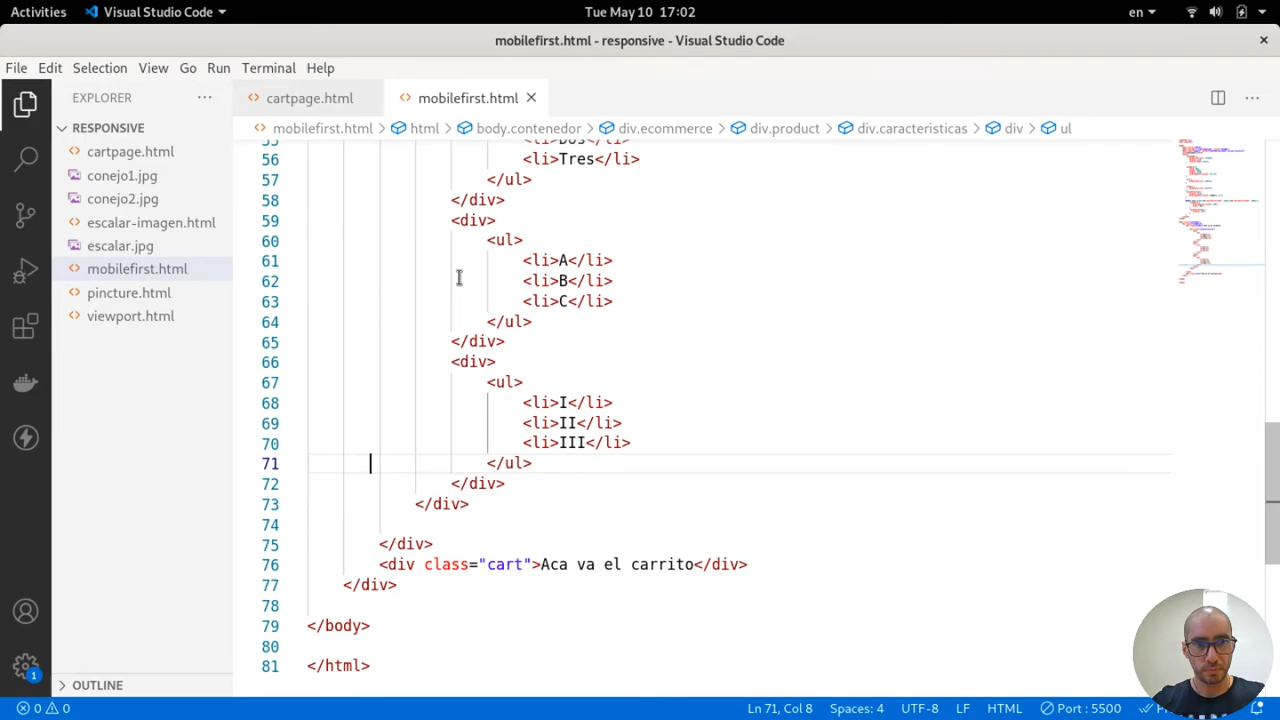 Activities Visual Studio Code Tue May 10 17:02 en
mobilefirst.html - responsive - Visual Studio Code
File Edit Selection View Go Run Terminal Help
EXPLORER
cartpage.html mobilefirst.html
RESPONSIVE
mobilefirst.html html body.contenedor div.ecommerce div.product div.caracteristicas div ul
cartpage.html
conejo1.jpg
conejo2.jpg
escalar-imagen.html
escalar.jpg
mobilefirst.html
pincture.html
viewport.html
OUTLINE
55 <li>Dos</li>
56 <li>Tres</li>
57 </ul>
58 </div>
59 <div>
60 <ul>
61 <li>A</li>
62 <li>B</li>
63 <li>C</li>
64 </ul>
65 </div>
66 <div>
67 <ul>
68 <li>I</li>
69 <li>II</li>
70 <li>III</li>
71 </ul>
72 </div>
73 </div>
74
75 </div>
76 <div class="cart">Aca va el carrito</div>
77 </div>
78
79 </body>
80
81 </html>
1
0 0 Ln 71, Col 8 Spaces: 4 UTF-8 LF HTML Port : 5500